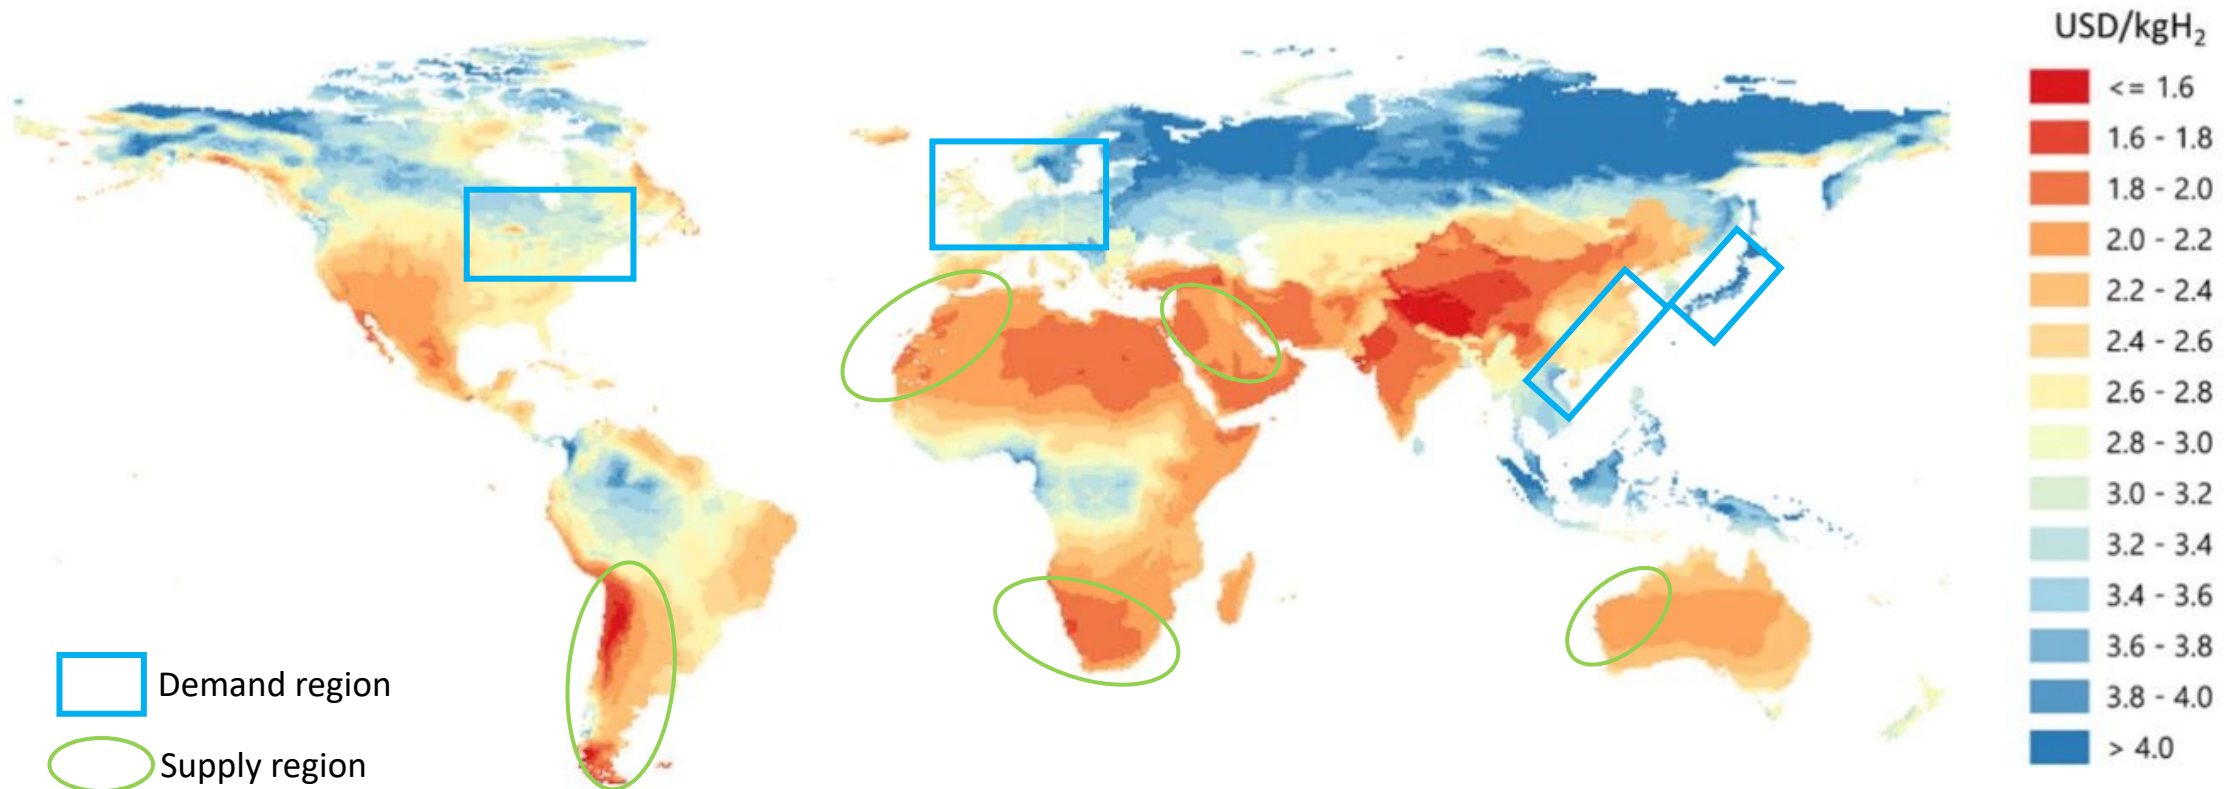 USD/kgH₂
<= 1.6
1.6 - 1.8
1.8 - 2.0
2.0 - 2.2
2.2 - 2.4
2.4 - 2.6
2.6 - 2.8
2.8 - 3.0
3.0 - 3.2
3.2 - 3.4
3.4 - 3.6
3.6 - 3.8
3.8 - 4.0
> 4.0
Demand region
Supply region